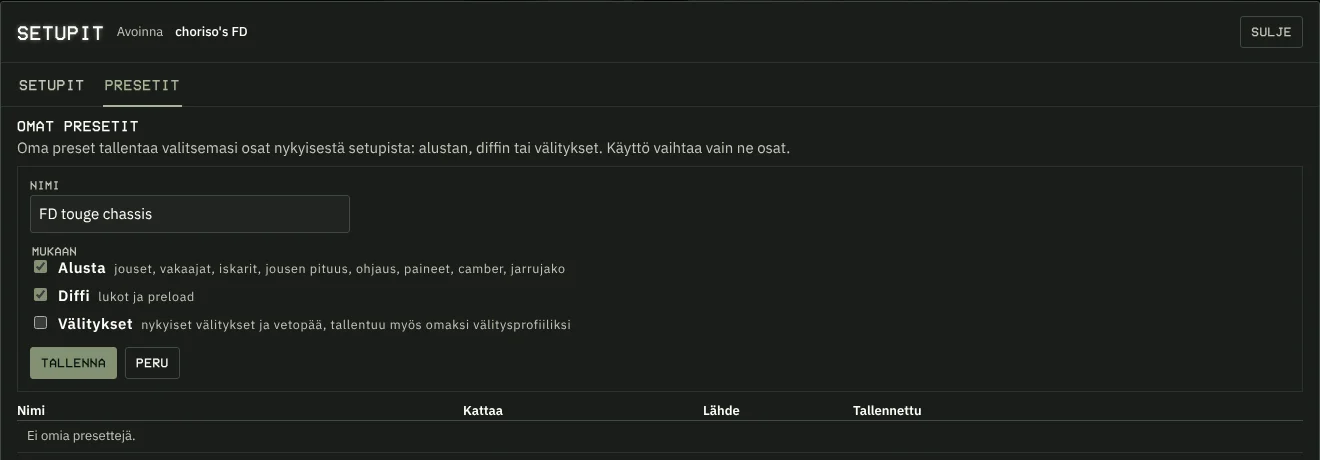 SETUPIT Avoinna choriso's FD SULJE
SETUPIT PRESETIT
OMAT PRESETIT
Oma preset tallentaa valitsemasi osat nykyisestä setupista: alustan, diffin tai välitykset. Käyttö vaihtaa vain ne osat.
NIMI
FD touge chassis
MUKAAN
Alusta jouset, vakaajat, iskarit, jousen pituus, ohjaus, paineet, camber, jarrujako
Diffi lukot ja preload
Välitykset nykyiset välitykset ja vetopää, tallentuu myös omaksi välitysprofiiliksi
TALLENNA PERU
Nimi Kattaa Lähde Tallennettu
Ei omia presettejä.